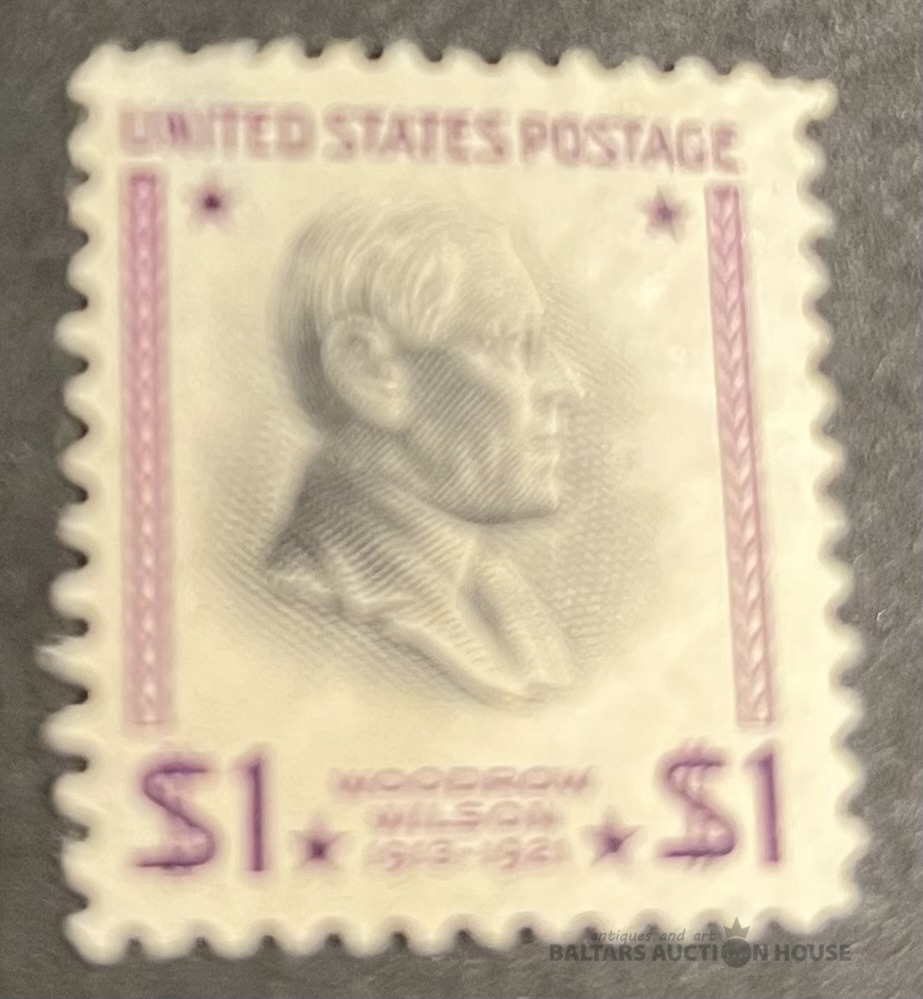 UNITED STATES POSTAGE
$1
WOODROW
WILSON
1913-1921
$1
antiques and art
BALTARS AUCTION HOUSE